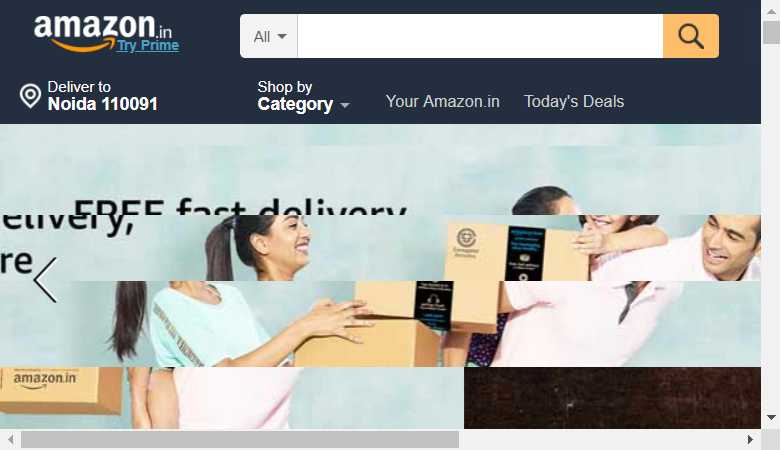 amazon.in
Try Prime
All
Deliver to
Noida 110091
Shop by
Category
Your Amazon.in
Today's Deals
FREE fast delivery
elivery,
re
amazon.in